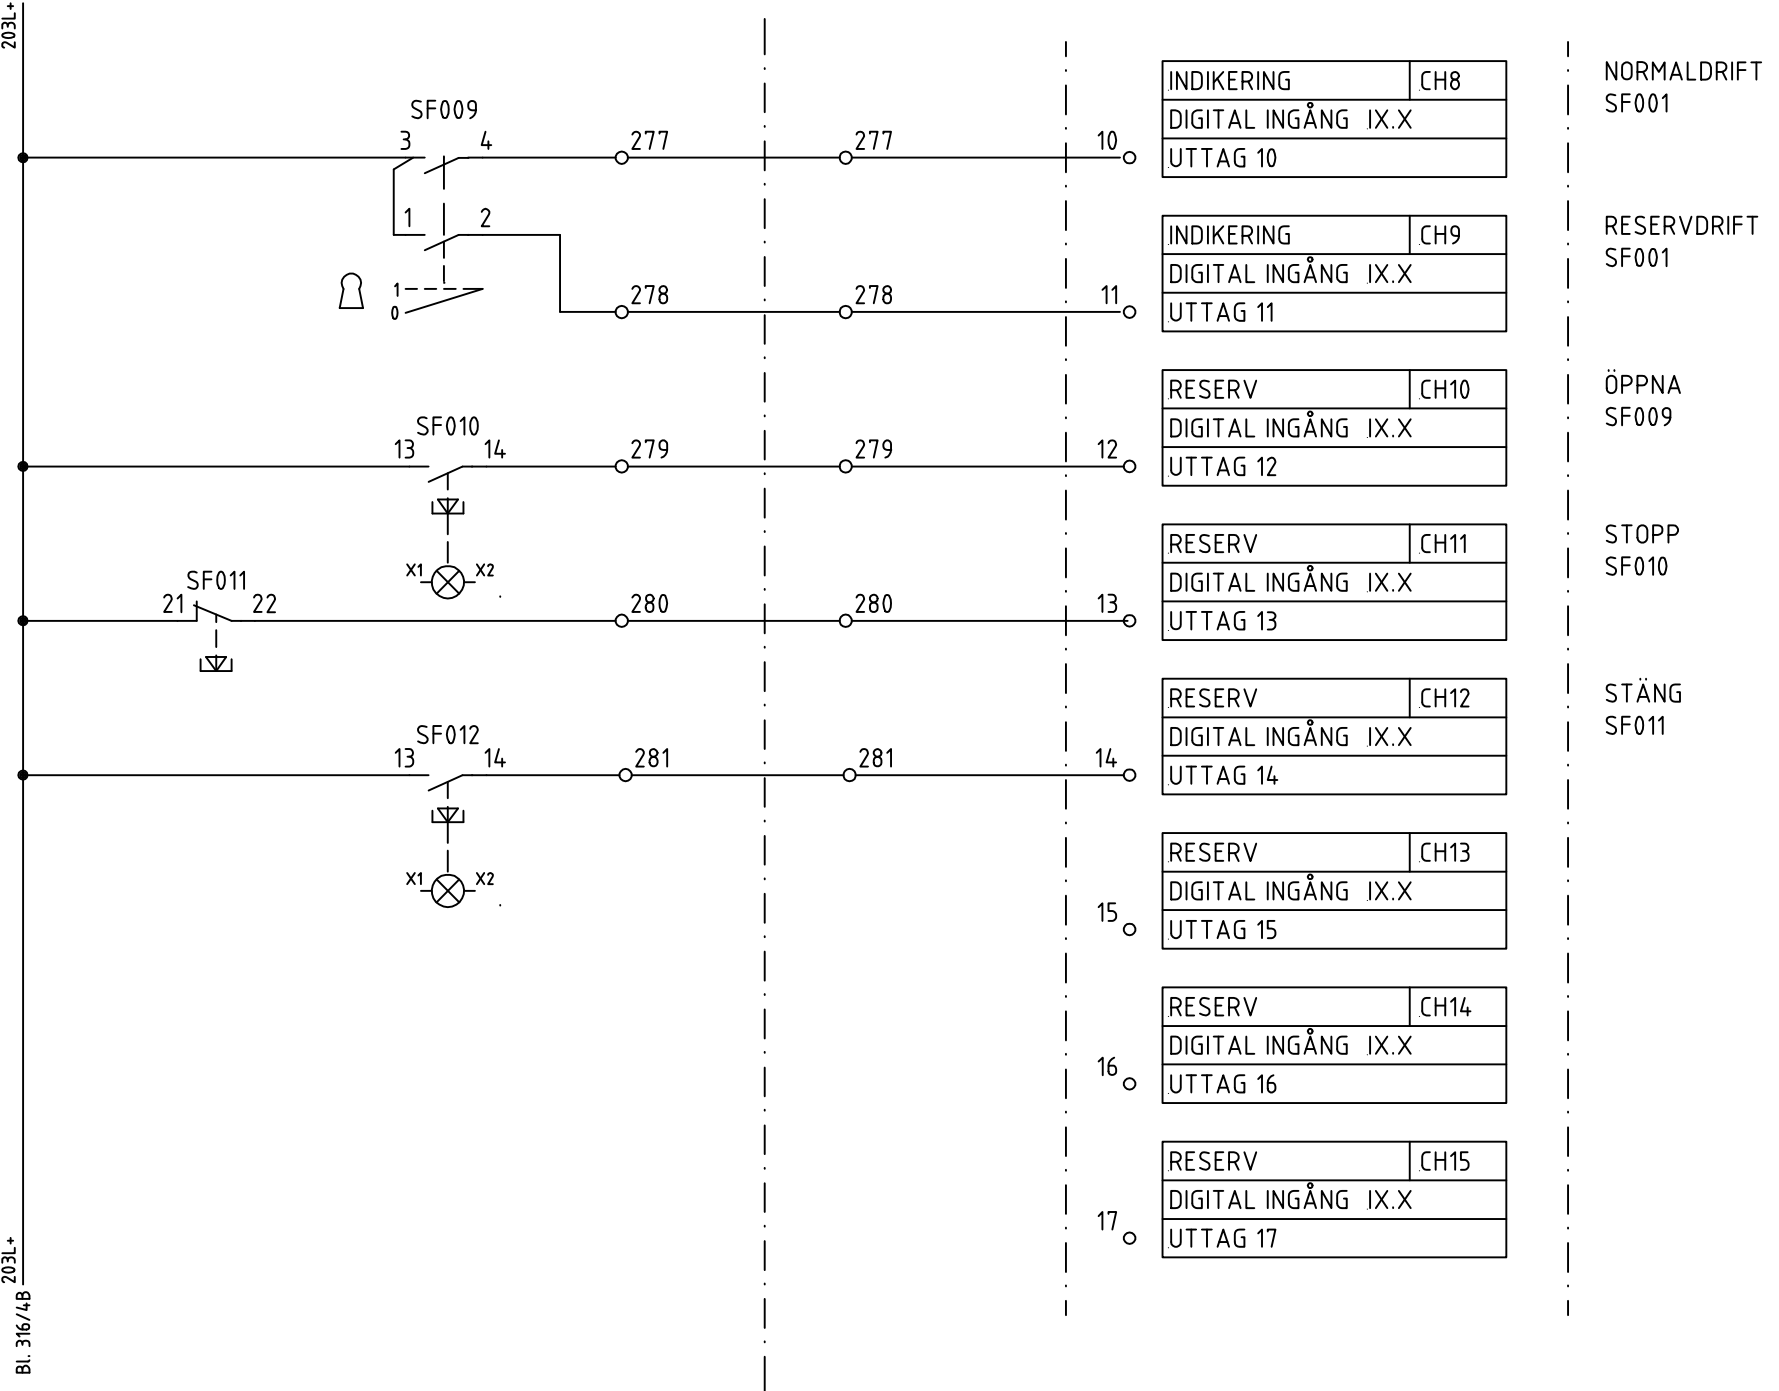 203L+
INDIKERING CH8
NORMALDRIFT
SF009
DIGITAL INGÅNG IX.X
SF001
3 4 277 277 10
UTTAG 10
1 2
INDIKERING CH9
RESERVDRIFT
DIGITAL INGÅNG IX.X
SF001
1
0
278 278 11
UTTAG 11
RESERV CH10
ÖPPNA
SF010
DIGITAL INGÅNG IX.X
SF009
13 14 279 279 12
UTTAG 12
RESERV CH11
STOPP
X1 X2
SF011
DIGITAL INGÅNG IX.X
SF010
21 22 280 280 13
UTTAG 13
RESERV CH12
STÄNG
SF012
DIGITAL INGÅNG IX.X
SF011
13 14 281 281 14
UTTAG 14
RESERV CH13
X1 X2
DIGITAL INGÅNG IX.X
15
UTTAG 15
RESERV CH14
DIGITAL INGÅNG IX.X
16
UTTAG 16
RESERV CH15
DIGITAL INGÅNG IX.X
17
UTTAG 17
203L+
Bl. 316/4B